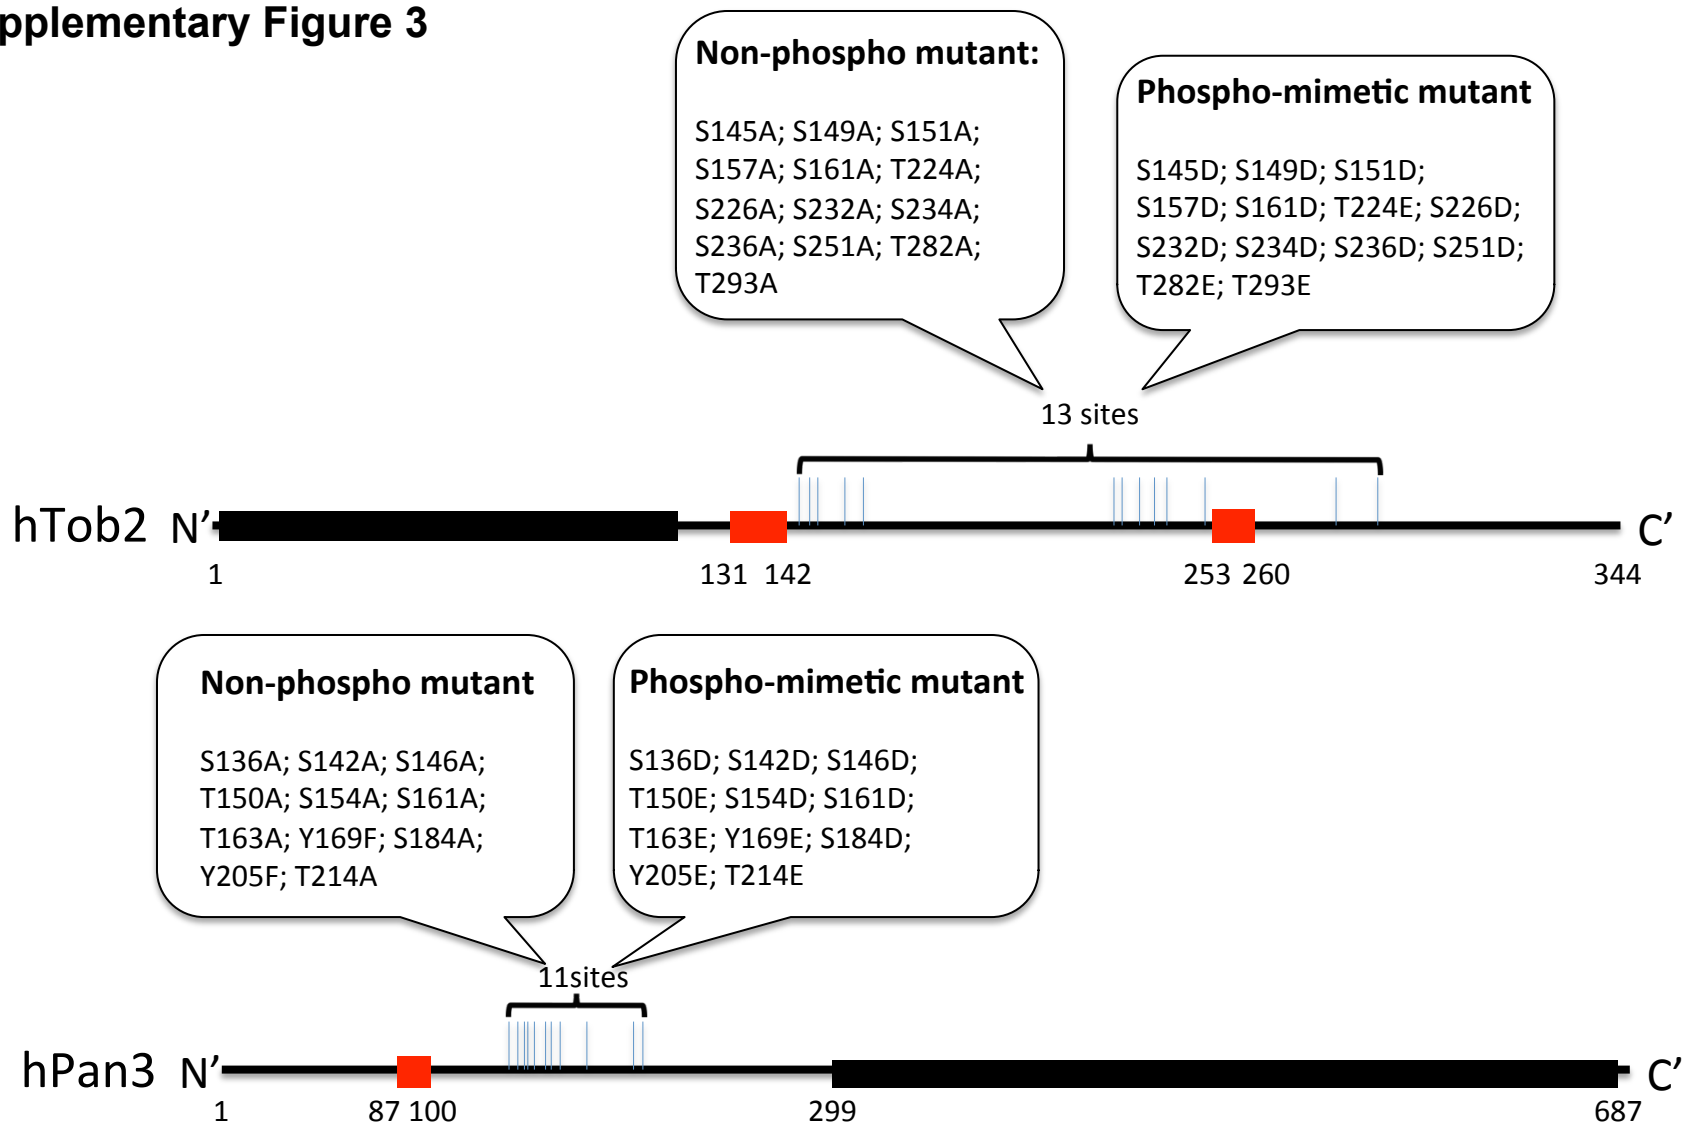 pplementary Figure 3
Non-phospho mutant:
S145A; S149A; S151A;
S157A; S161A; T224A;
S226A; S232A; S234A;
S236A; S251A; T282A;
T293A
Phospho-mimetic mutant
S145D; S149D; S151D;
S157D; S161D; T224E; S226D;
S232D; S234D; S236D; S251D;
T282E; T293E
13 sites
hTob2 N’ C’
1 131 142 253 260 344
Non-phospho mutant
S136A; S142A; S146A;
T150A; S154A; S161A;
T163A; Y169F; S184A;
Y205F; T214A
Phospho-mimetic mutant
S136D; S142D; S146D;
T150E; S154D; S161D;
T163E; Y169E; S184D;
Y205E; T214E
11sites
hPan3 N’ C’
1 87 100 299 687